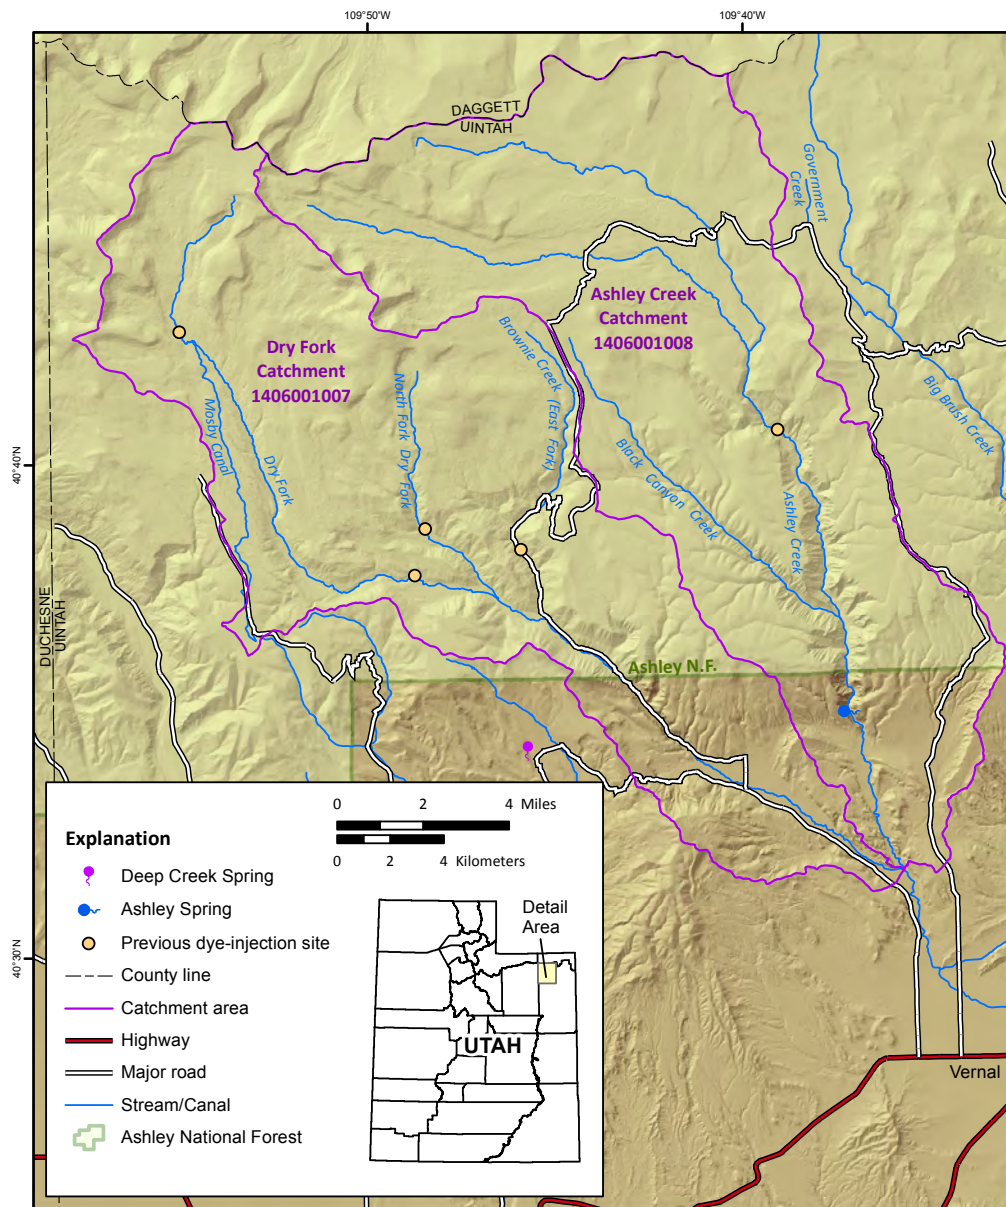 109°50'W
109°40'W
DAGGETT
UINTAH
Government
Creek
Ashley Creek
Catchment
1406001008
Dry Fork
Catchment
1406001007
Brownie Creek (East Fork)
North Fork Dry Fork
Big Brush Creek
Mosby Canal
Dry Fork
Black Canyon Creek
Ashley Creek
40°40'N
DUCHESNE
UINTAH
Ashley N.F.
0 2 4 Miles
0 2 4 Kilometers
Explanation
Deep Creek Spring
Ashley Spring
Previous dye-injection site
County line
Catchment area
Highway
Major road
Stream/Canal
Ashley National Forest
Detail
Area
UTAH
40°30'N
Vernal